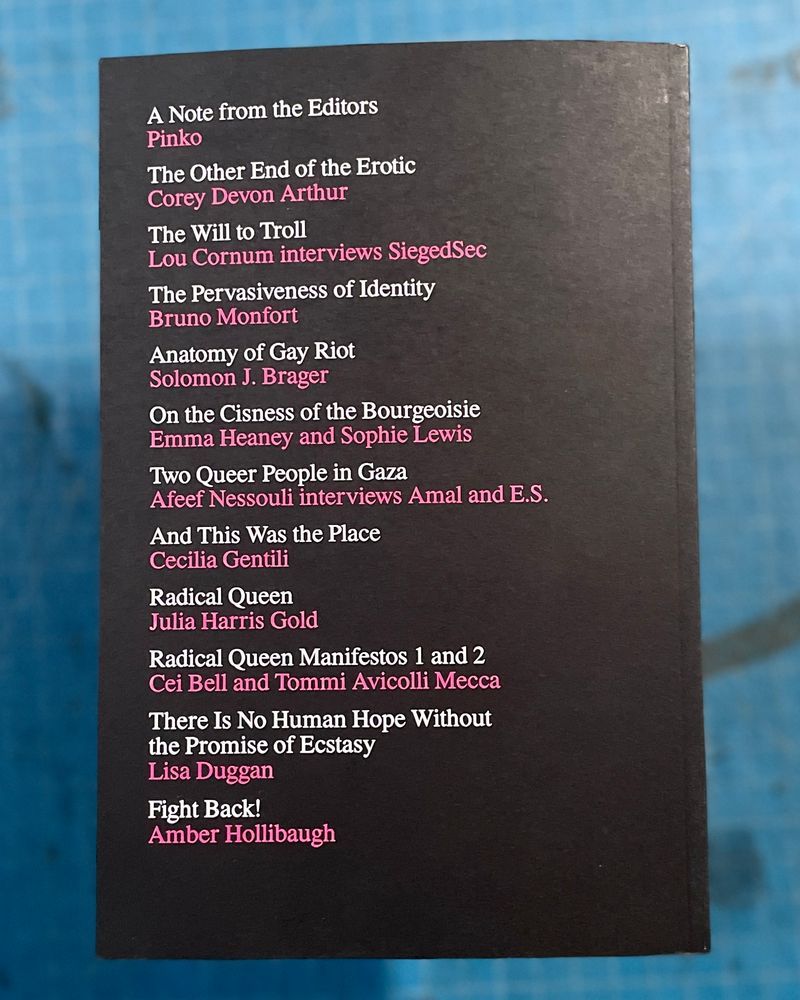 A Note from the Editors
Pinko
The Other End of the Erotic
Corey Devon Arthur
The Will to Troll
Lou Cornum interviews SiegedSec
The Pervasiveness of Identity
Bruno Monfort
Anatomy of Gay Riot
Solomon J. Brager
On the Cisness of the Bourgeoisie
Emma Heaney and Sophie Lewis
Two Queer People in Gaza
Afeef Nessouli interviews Amal and E.S.
And This Was the Place
Cecilia Gentili
Radical Queen
Julia Harris Gold
Radical Queen Manifestos 1 and 2
Cei Bell and Tommi Avicolli Mecca
There Is No Human Hope Without
the Promise of Ecstasy
Lisa Duggan
Fight Back!
Amber Hollibaugh